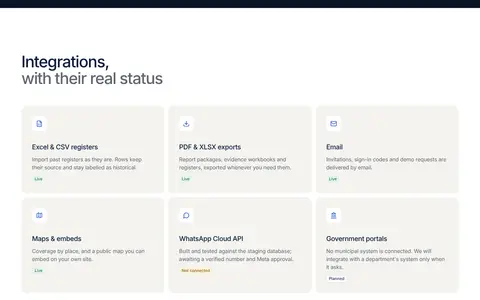 Integrations,
with their real status
Excel & CSV registers
Import past registers as they are. Rows keep
their source and stay labelled as historical.
Live
PDF & XLSX exports
Report packages, evidence workbooks and
registers, exported whenever you need them.
Live
Email
Invitations, sign-in codes and demo requests are
delivered by email.
Live
Maps & embeds
Coverage by place, and a public map you can
embed on your own site.
Live
WhatsApp Cloud API
Built and tested against the staging database;
awaiting a verified number and Meta approval.
Not connected
Government portals
No municipal system is connected. We will
integrate with a department's system only when
it asks.
Planned